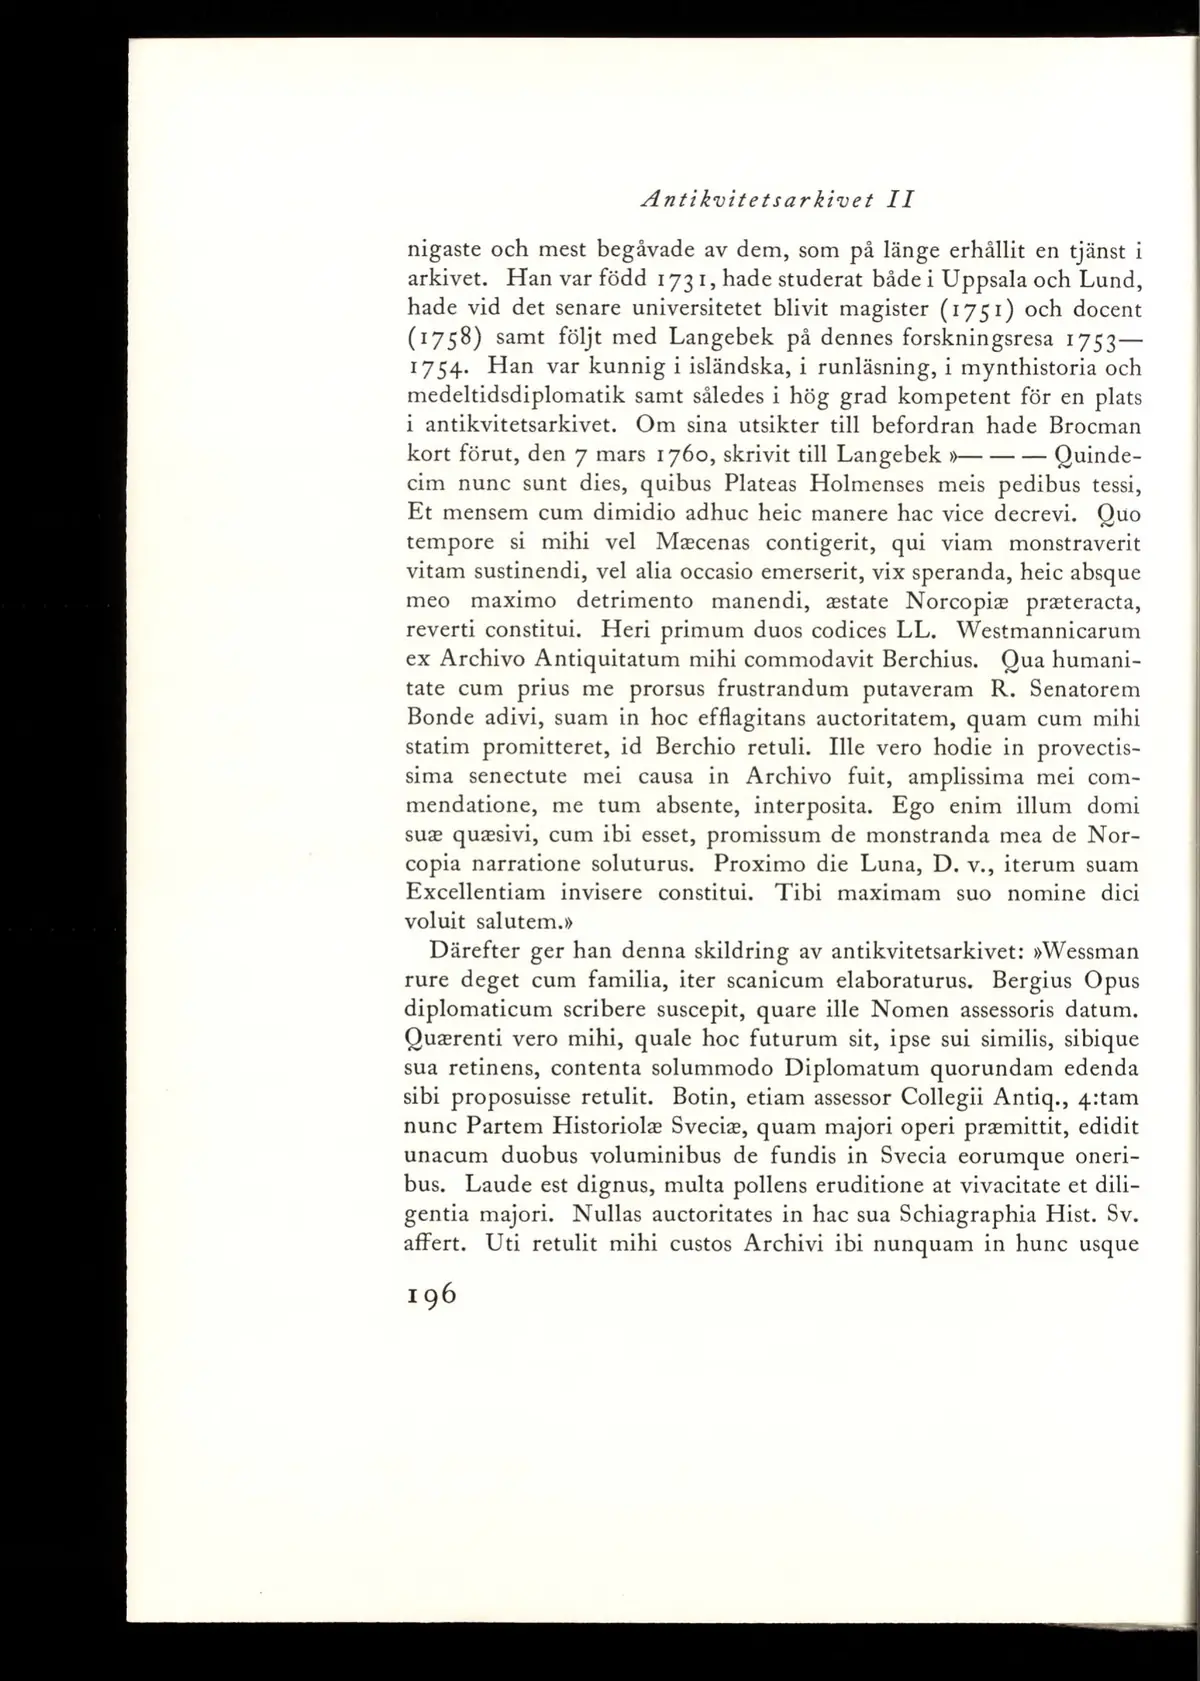 Antikvitetsarkivet II
nigaste och mest begåvade av dem, som på länge erhållit en tjänst i
arkivet. Han var född 1731, hade studerat både i Uppsala och Lund,
hade vid det senare universitetet blivit magister (1751) och docent
(1758) samt följt med Langebek på dennes forskningsresa 1753—
1754. Han var kunnig i isländska, i runläsning, i mynthistoria och
medeltidsdiplomatik samt således i hög grad kompetent för en plats
i antikvitetsarkivet. Om sina utsikter till befordran hade Brocman
kort förut, den 7 mars 1760, skrivit till Langebek »— — — Quinde-
cim nunc sunt dies, quibus Plateas Holmenses meis pedibus tessi,
Et mensem cum dimidio adhuc heic manere hac vice decrevi. Quo
tempore si mihi vel Mæcenas contigerit, qui viam monstraverit
vitam sustinendi, vel alia occasio emerserit, vix speranda, heic absque
meo maximo detrimento manendi, æstate Norcopiæ præteracta,
reverti constitui. Heri primum duos codices LL. Westmannicarum
ex Archivo Antiquitatum mihi commodavit Berchius. Qua humani-
tate cum prius me prorsus frustrandum putaveram R. Senatorem
Bonde adivi, suam in hoc efflagitans auctoritatem, quam cum mihi
statim promitteret, id Berchio retuli. Ille vero hodie in provectis-
sima senectute mei causa in Archivo fuit, amplissima mei com-
mendatione, me tum absente, interposita. Ego enim illum domi
suæ quæsivi, cum ibi esset, promissum de monstranda mea de Nor-
copia narratione soluturus. Proximo die Luna, D. v., iterum suam
Excellentiam invisere constitui. Tibi maximam suo nomine dici
voluit salutem.»
Därefter ger han denna skildring av antikvitetsarkivet: »Wessman
rure deget cum familia, iter scanicum elaboraturus. Bergius Opus
diplomaticum scribere suscepit, quare ille Nomen assessoris datum.
Quærenti vero mihi, quale hoc futurum sit, ipse sui similis, sibique
sua retinens, contenta solummodo Diplomatum quorundam edenda
sibi proposuisse retulit. Botin, etiam assessor Collegii Antiq., 4:tam
nunc Partem Historiolæ Sveciæ, quam majori operi præmittit, edidit
unacum duobus voluminibus de fundis in Svecia eorumque oneri-
bus. Laude est dignus, multa pollens eruditione at vivacitate et dili-
gentia majori. Nullas auctoritates in hac sua Schiagraphia Hist. Sv.
affert. Uti retulit mihi custos Archivi ibi nunquam in hunc usque
196